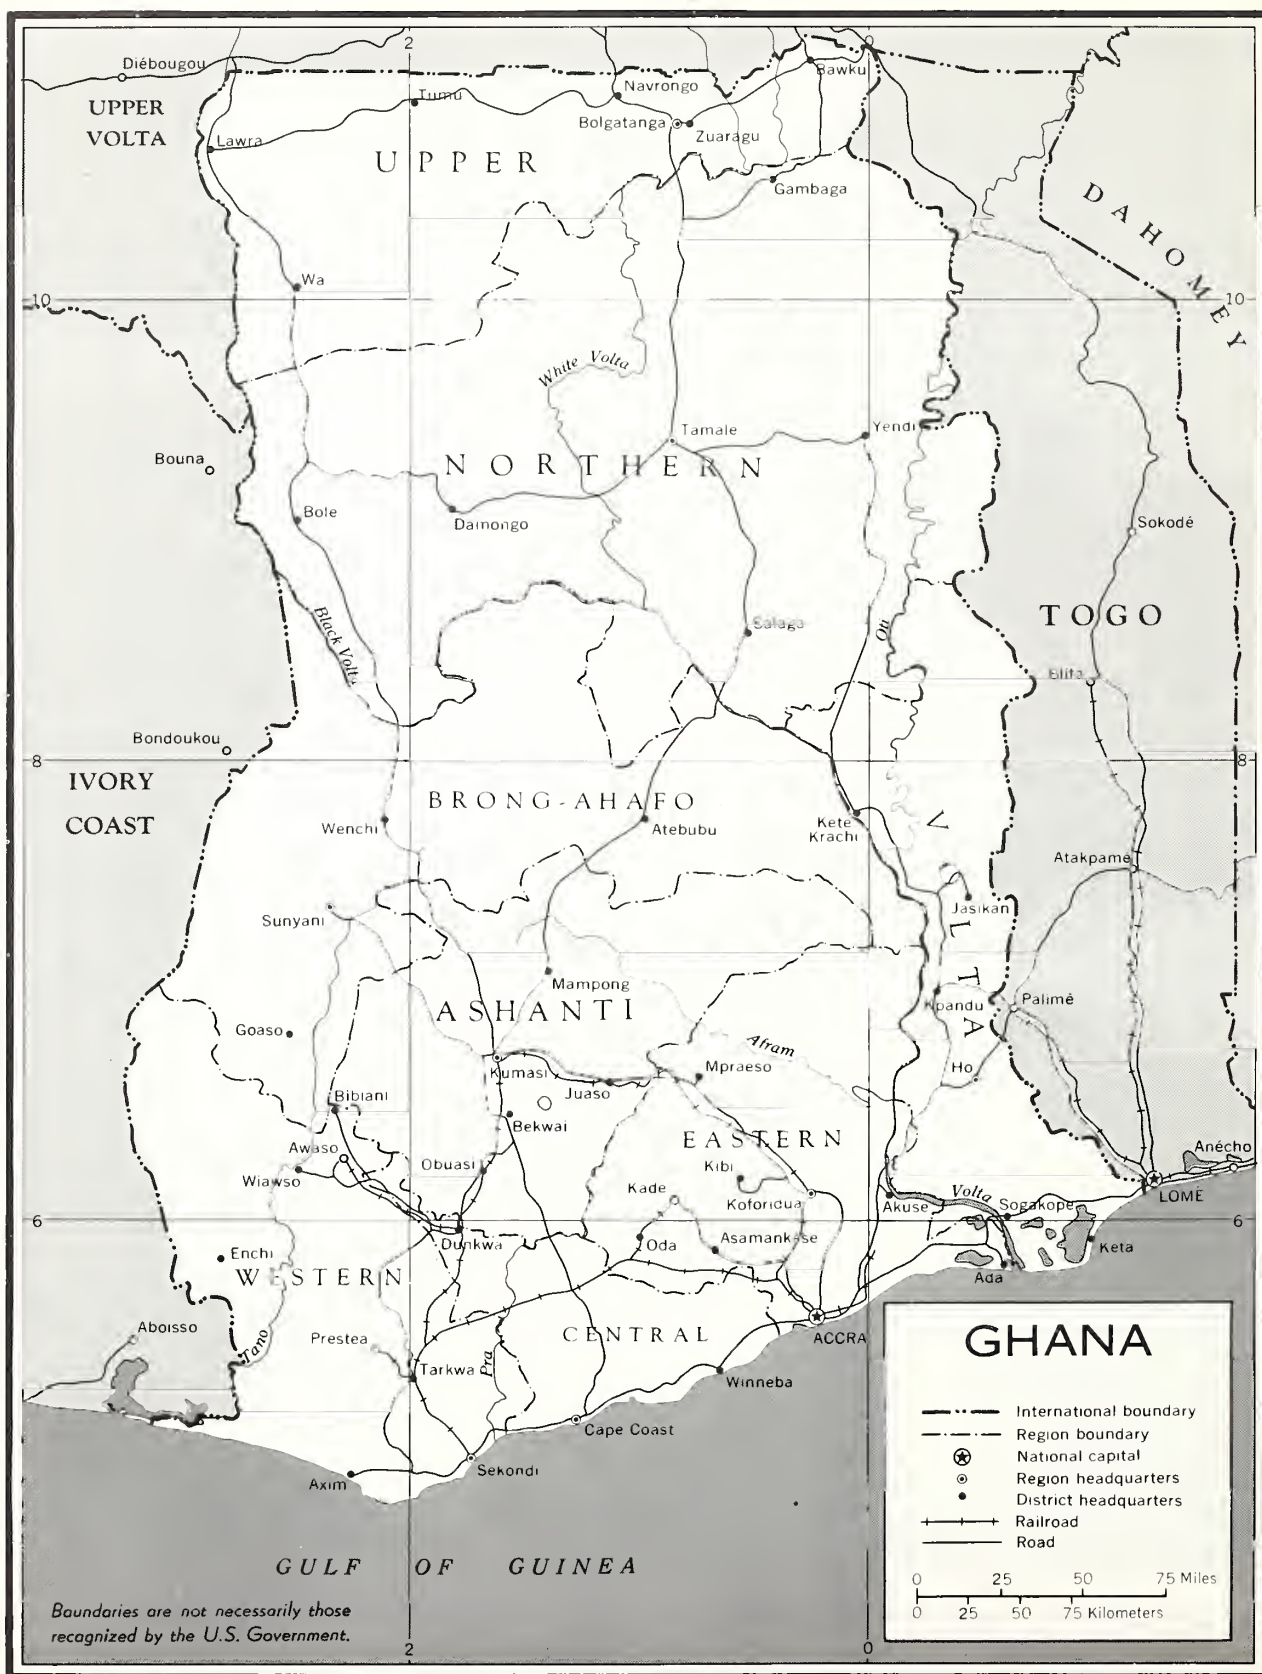 2
0
Diébougou
Bawku
UPPER
VOLTA
Tumu
Navrongo
Bolgatanga
Zuaragu
Lawra
UPPER
Gambaga
DAHOMEY
Wa
10
10
White Volta
Tamale
Yendi
Bouna
NORTHERN
Bole
Damongo
Sokodé
Black Volta
Salaga
Oti
TOGO
Blita
Bondoukou
8
8
IVORY
COAST
BRONG-AHAFO
Wenchi
Atebubu
Kete
Krachi
VOLTA
Atakpamé
Sunyani
Jasikan
Mampong
ASHANTI
Kpandu
Palimé
Goaso
Afram
Kumasi
Juaso
Mpraeso
Ho
Bibiani
Bekwai
EASTERN
Awaso
Obuasi
Kibi
Anécho
Wiawso
Kade
Koforidua
Akuse
Volta
Sogakope
LOMÉ
6
6
Enchi
Dunkwa
Oda
Asamankese
Keta
WESTERN
Ada
Aboisso
Tano
Prestea
CENTRAL
ACCRA
Tarkwa
Pra
Winneba
Cape Coast
Axim
Sekondi
GULF OF GUINEA
Boundaries are not necessarily those
recognized by the U.S. Government.
2
0
GHANA
International boundary
Region boundary
National capital
Region headquarters
District headquarters
Railroad
Road
0 25 50 75 Miles
0 25 50 75 Kilometers